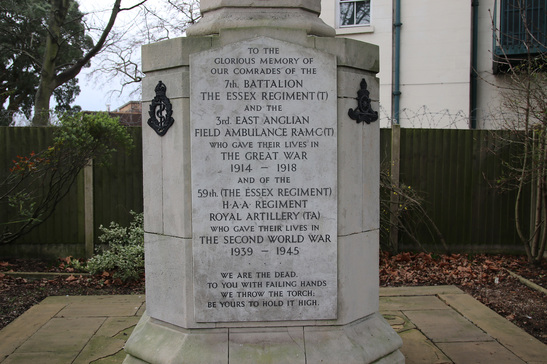 TO THE
GLORIOUS MEMORY OF
OUR COMRADES OF THE
7th. BATTALION
THE ESSEX REGIMENT (T)
AND THE
3rd. EAST ANGLIAN
FIELD AMBULANCE R.A.M.C.(T)
WHO GAVE THEIR LIVES IN
THE GREAT WAR
1914 — 1918
AND OF THE
59th. (THE ESSEX REGIMENT)
H·A·A REGIMENT
ROYAL ARTILLERY (TA)
WHO GAVE THEIR LIVES IN
THE SECOND WORLD WAR
1939 — 1945
WE ARE THE DEAD.
TO YOU WITH FAILING HANDS
WE THROW THE TORCH;
BE YOURS TO HOLD IT HIGH.